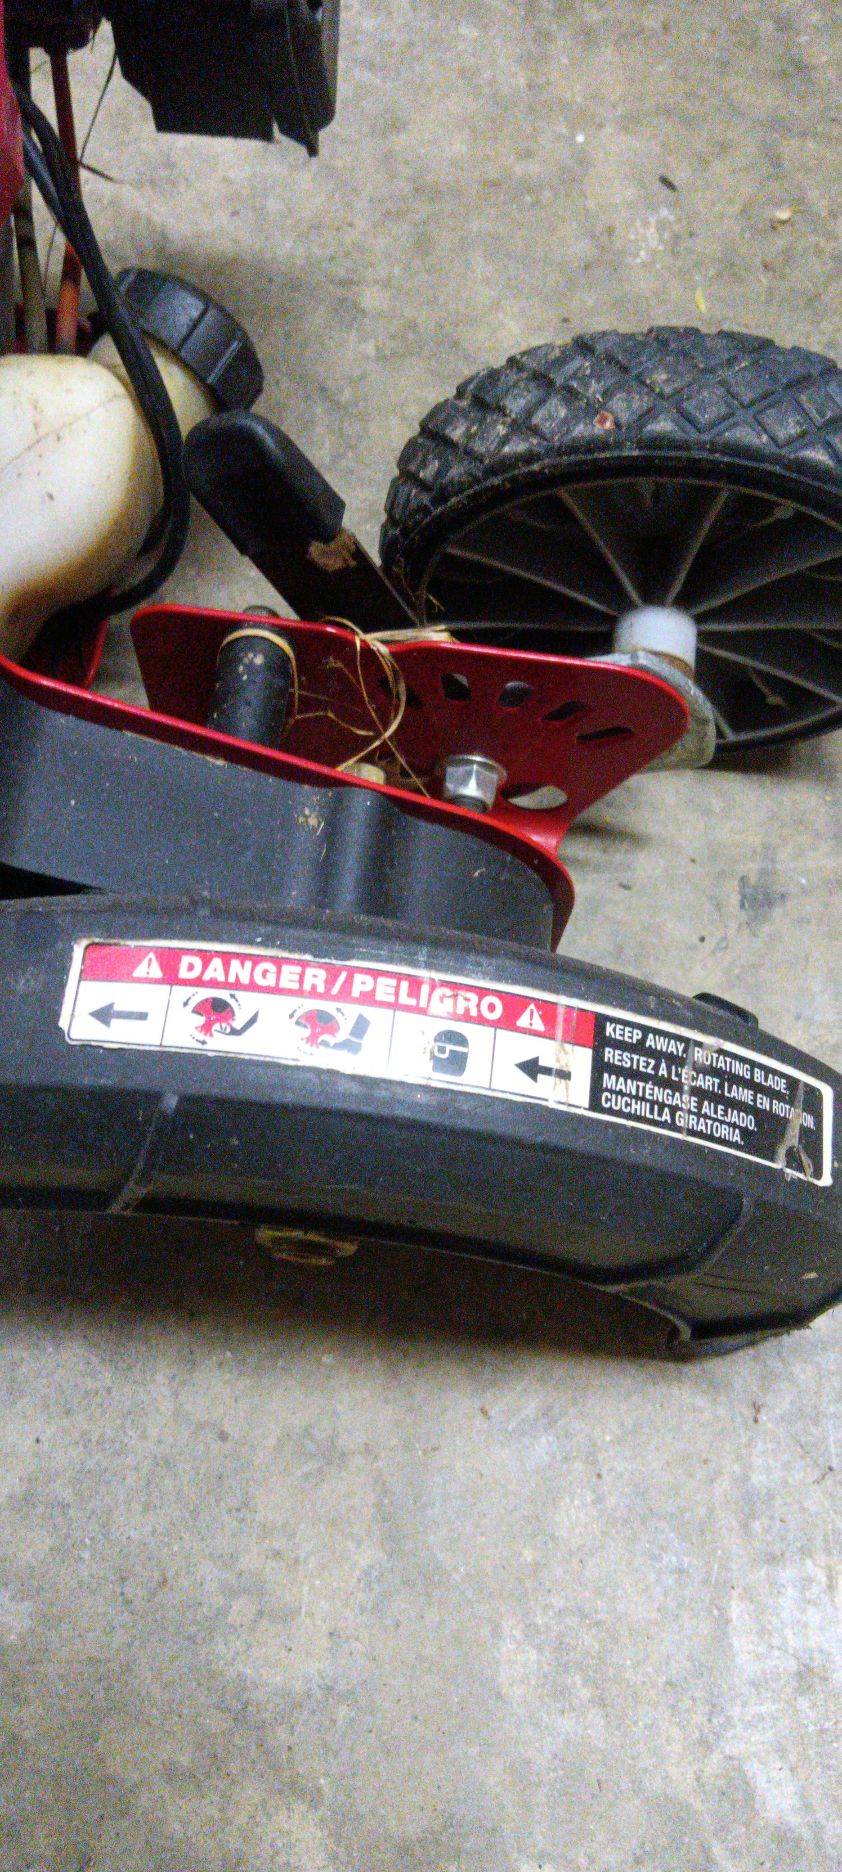 DANGER/PELIGRO
KEEP AWAY. ROTATING BLADE.
RESTEZ À L'ÉCART. LAME EN ROTATION.
MANTÉNGASE ALEJADO.
CUCHILLA GIRATORIA.